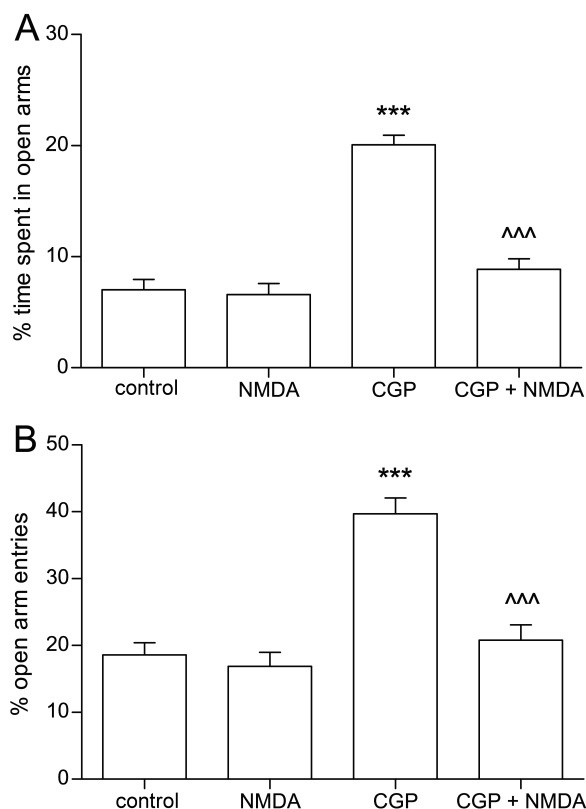 A
% time spent in open arms
30
20
10
0
***
^^^
control NMDA CGP CGP + NMDA
B
% open arm entries
50
40
30
20
10
0
***
^^^
control NMDA CGP CGP + NMDA